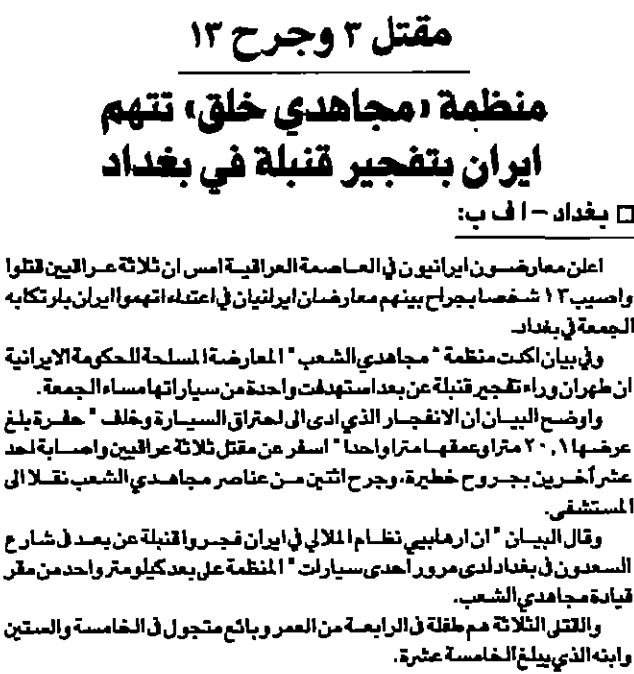 مقتل ٣ وجرح ١٣
منظمة «مجاهدي خلق» تتهم
ايران بتفجير قنبلة في بغداد
□ بغداد - ا ف ب:
اعلن معارضون ايرانيون في العاصمة العراقية امس ان ثلاثة عراقيين قتلوا
واصيب ١٣ شخصا بجراح بينهم معارضان ايرانيان في اعتداء اتهموا ايران بارتكابه
الجمعة في بغداد.
وفي بيان اكدت منظمة "مجاهدي الشعب" المعارضة المسلحة للحكومة الايرانية
ان طهران وراء تفجير قنبلة عن بعد استهدفت واحدة من سياراتها مساء الجمعة.
واوضح البيان ان الانفجار الذي ادى الى احتراق السيارة وخلف "حفرة بلغ
عرضها ٢٠,١ مترا وعمقها مترا واحدا" اسفر عن مقتل ثلاثة عراقيين واصابة احد
عشر آخرين بجروح خطيرة، وجرح اثنين من عناصر مجاهدي الشعب نقلا الى
المستشفى.
وقال البيان "ان ارهابيي نظام الملالي في ايران فجروا قنبلة عن بعد في شارع
السعدون في بغداد لدى مرور احدى سيارات" المنظمة على بعد كيلومتر واحد من مقر
قيادة مجاهدي الشعب.
والقتلى الثلاثة هم طفلة في الرابعة من العمر وبائع متجول في الخامسة والستين
وابنه الذي يبلغ الخامسة عشرة.